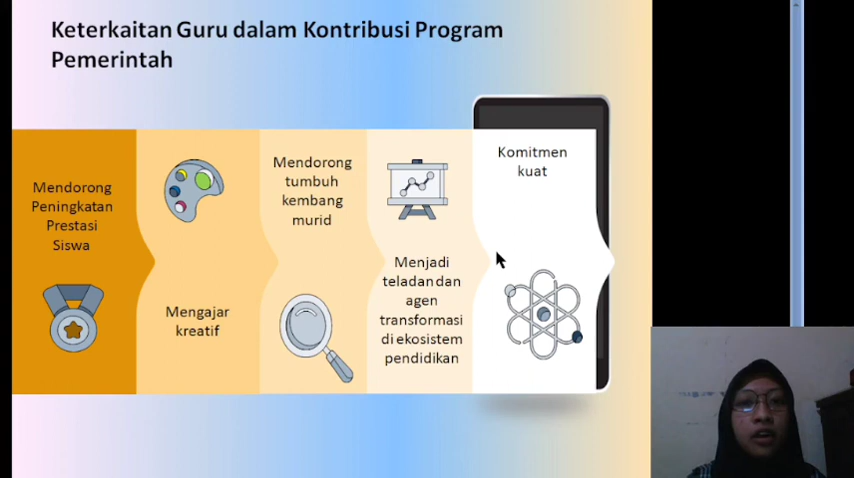 Keterkaitan Guru dalam Kontribusi Program
Pemerintah
Mendorong
Peningkatan
Prestasi
Siswa
Mengajar
kreatif
Mendorong
tumbuh
kembang
murid
Menjadi
teladan dan
agen
transformasi
di ekosistem
pendidikan
Komitmen
kuat